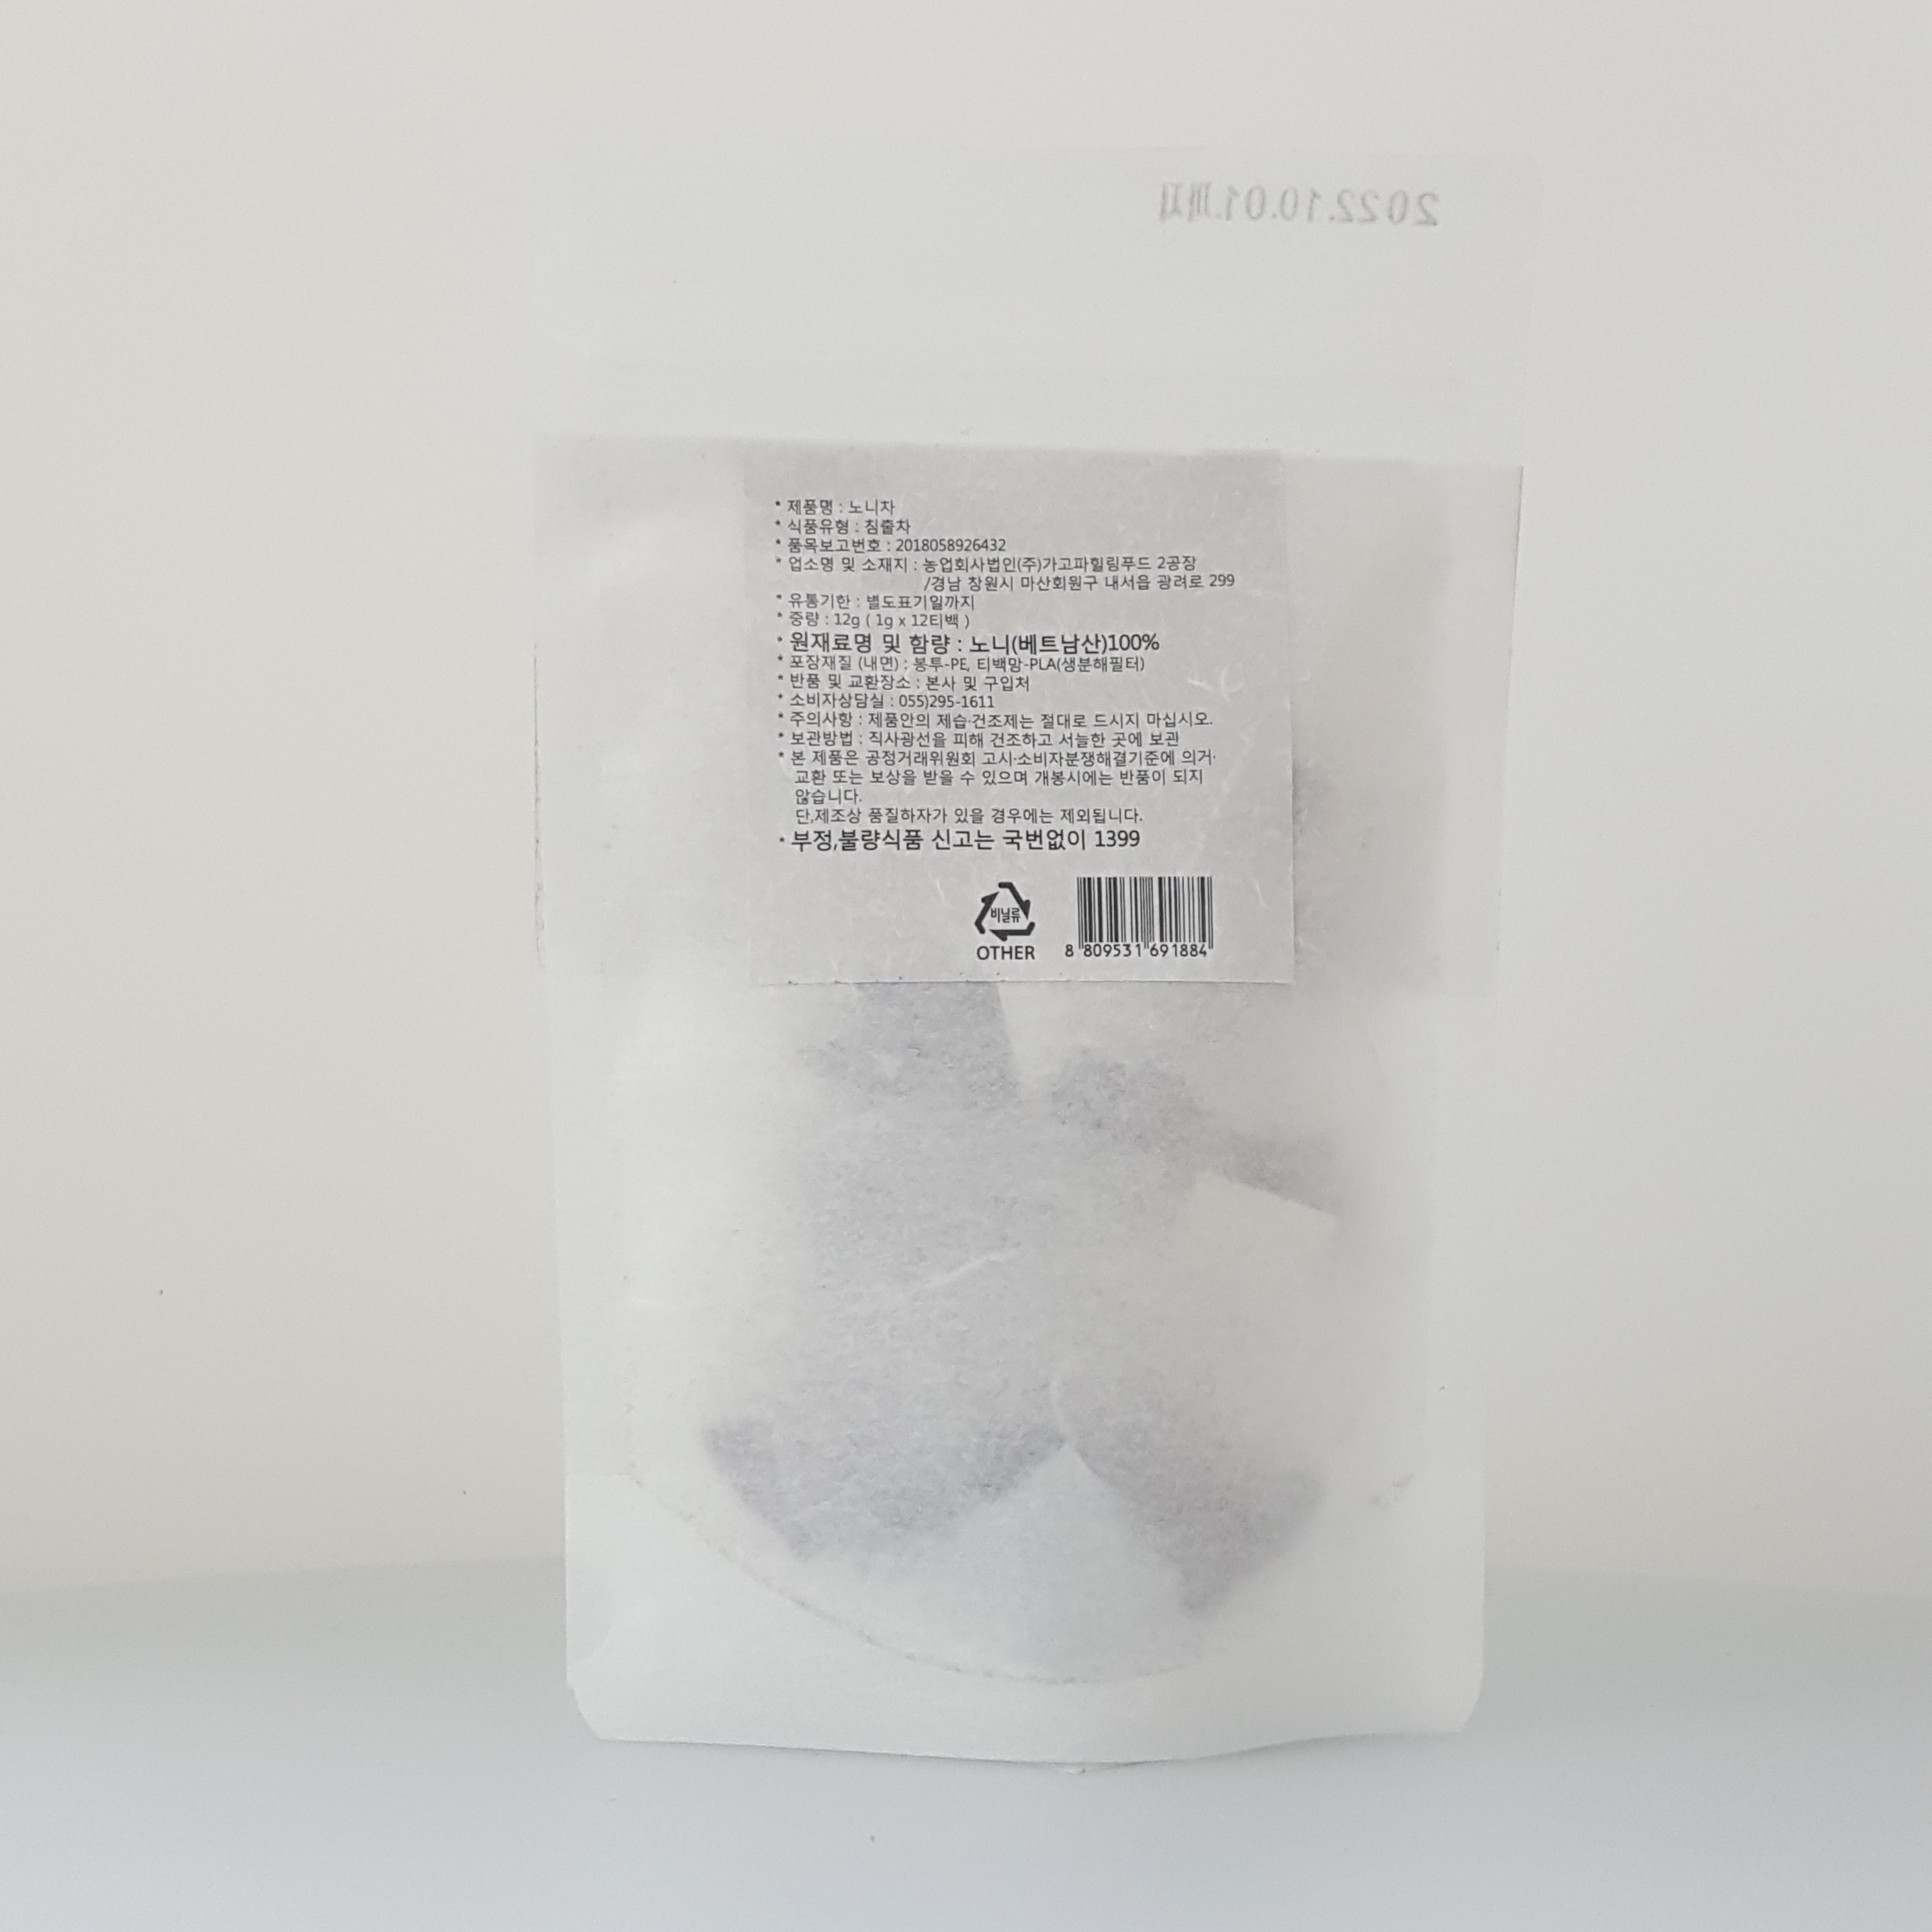 2022.10.01.까지
* 제품명 : 노니차
* 식품유형 : 침출차
* 품목보고번호 : 2018058926432
* 업소명 및 소재지 : 농업회사법인(주)가고파힐링푸드 2공장
/경남 창원시 마산회원구 내서읍 광려로 299
* 유통기한 : 별도표기일까지
* 중량 : 12g ( 1g x 12티백 )
* 원재료명 및 함량 : 노니(베트남산)100%
* 포장재질 (내면) : 봉투-PE, 티백망-PLA(생분해필터)
* 반품 및 교환장소 : 본사 및 구입처
* 소비자상담실 : 055)295-1611
* 주의사항 : 제품안의 제습·건조제는 절대로 드시지 마십시오.
* 보관방법 : 직사광선을 피해 건조하고 서늘한 곳에 보관
* 본 제품은 공정거래위원회 고시·소비자분쟁해결기준에 의거·
교환 또는 보상을 받을 수 있으며 개봉시에는 반품이 되지
않습니다.
단,제조상 품질하자가 있을 경우에는 제외됩니다.
* 부정,불량식품 신고는 국번없이 1399
비닐류
OTHER
8 809531 691884